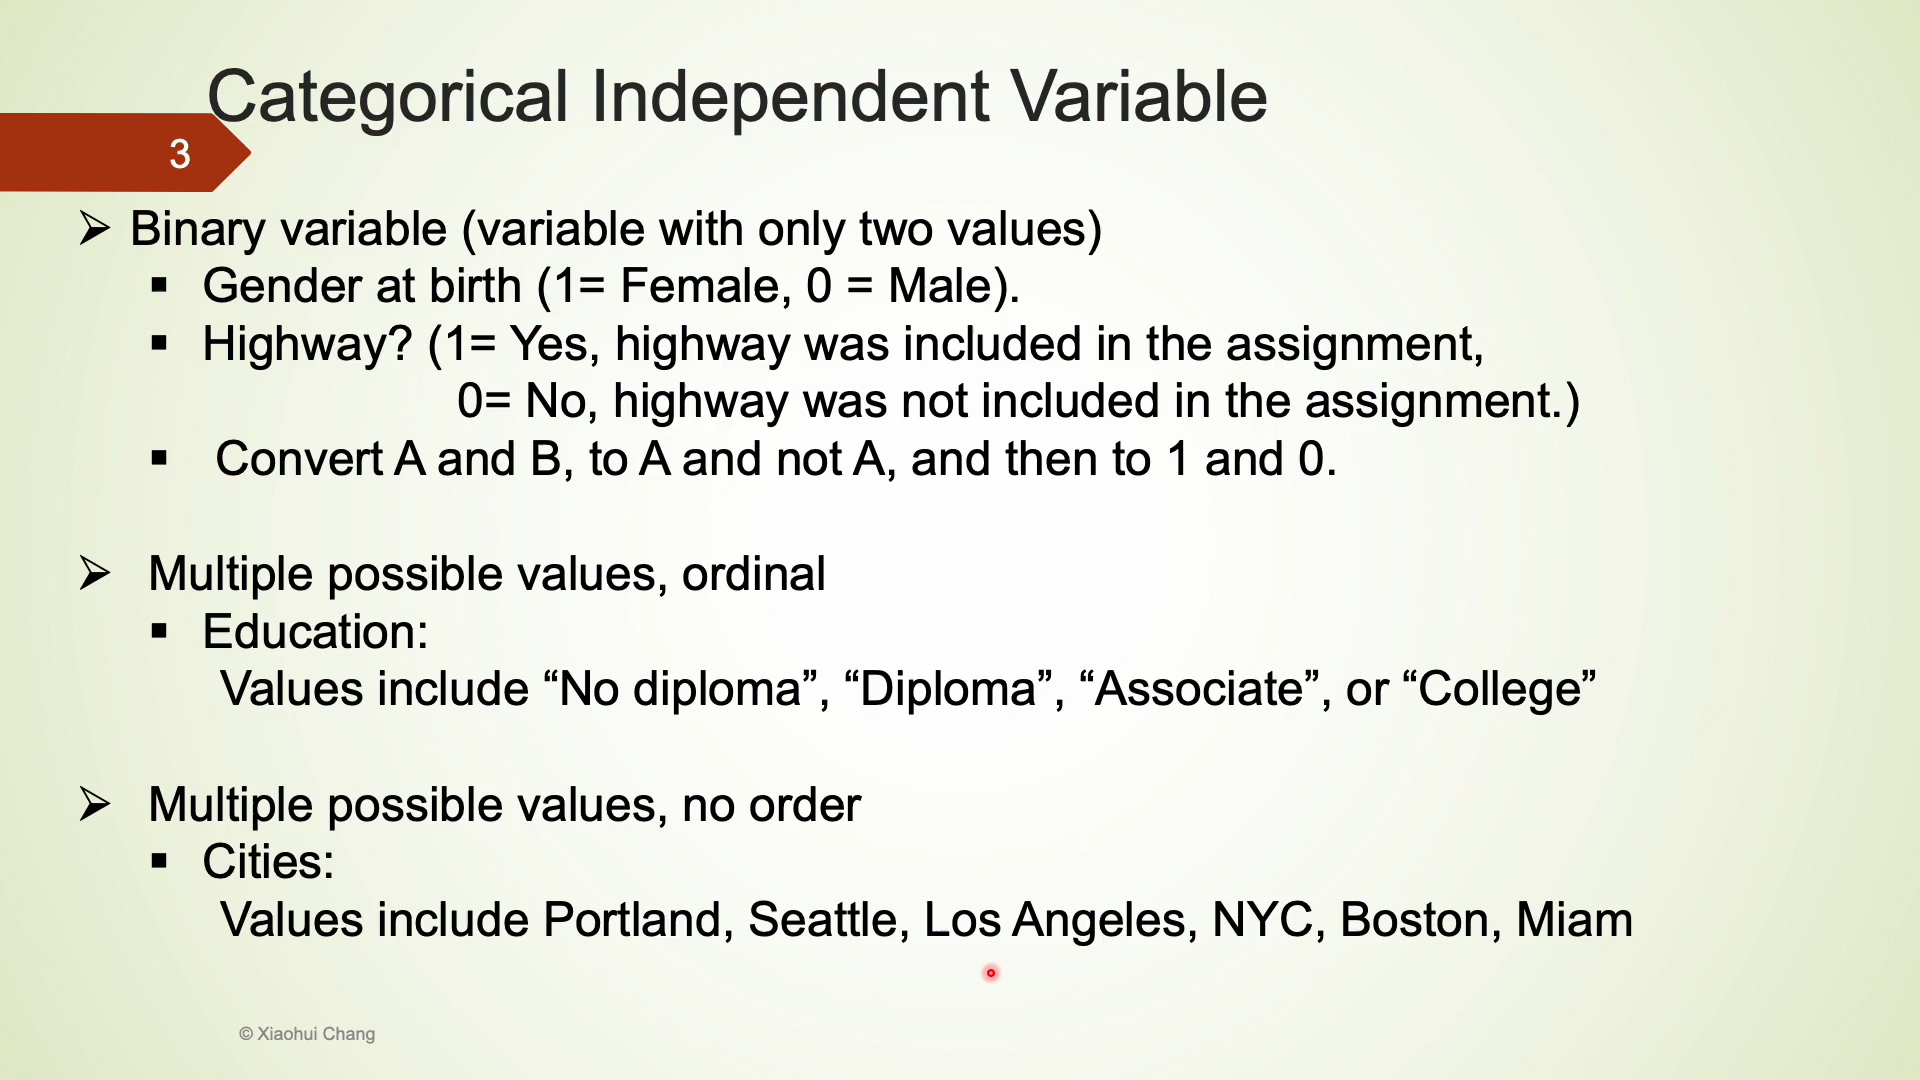 Categorical Independent Variable
3
➢ Binary variable (variable with only two values)
▪ Gender at birth (1= Female, 0 = Male).
▪ Highway? (1= Yes, highway was included in the assignment,
0= No, highway was not included in the assignment.)
▪ Convert A and B, to A and not A, and then to 1 and 0.
➢ Multiple possible values, ordinal
▪ Education:
Values include “No diploma”, “Diploma”, “Associate”, or “College”
➢ Multiple possible values, no order
▪ Cities:
Values include Portland, Seattle, Los Angeles, NYC, Boston, Miam
© Xiaohui Chang